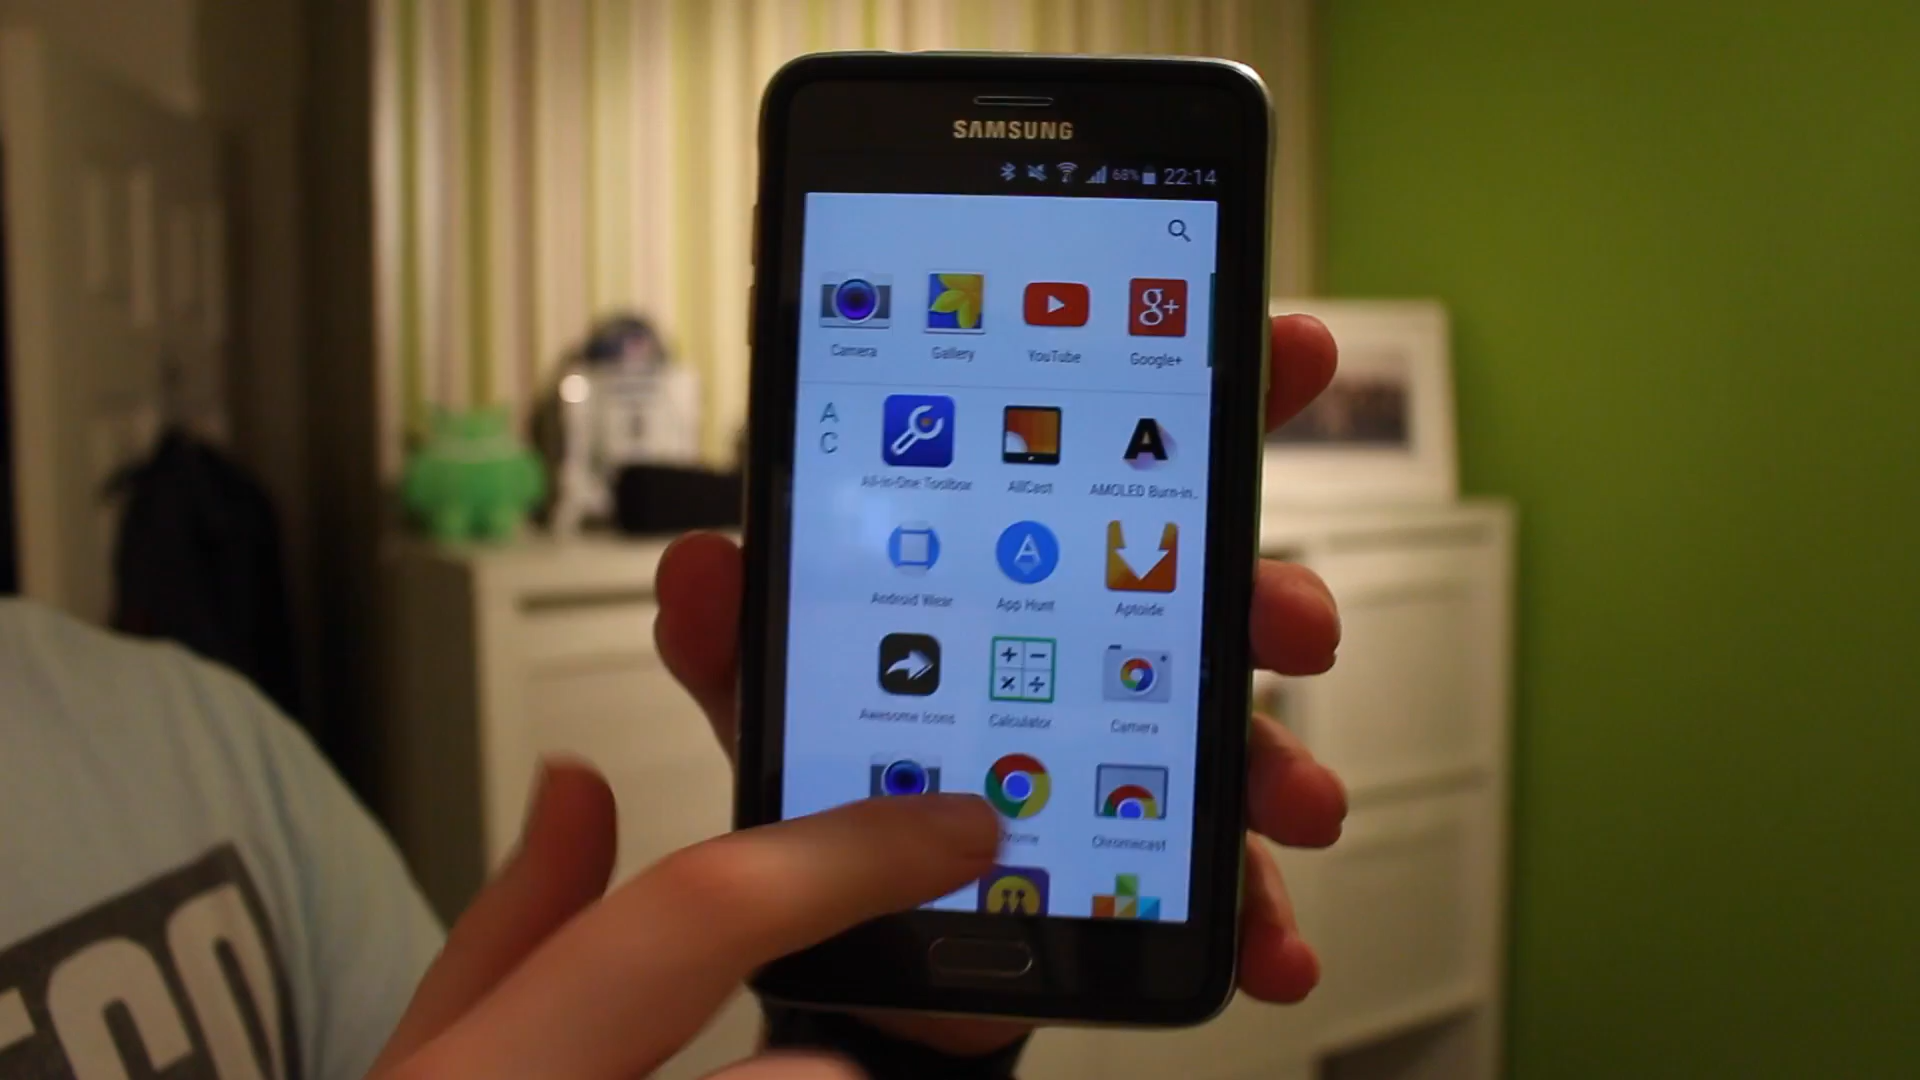 SAMSUNG
68% 22:14
Camera Gallery YouTube Google+
A
C
All-In-One Toolbox AllCast AMOLED Burn-in..
Android Wear App Hunt Aptoide
Awesome Icons Calculator Camera
Chromecast